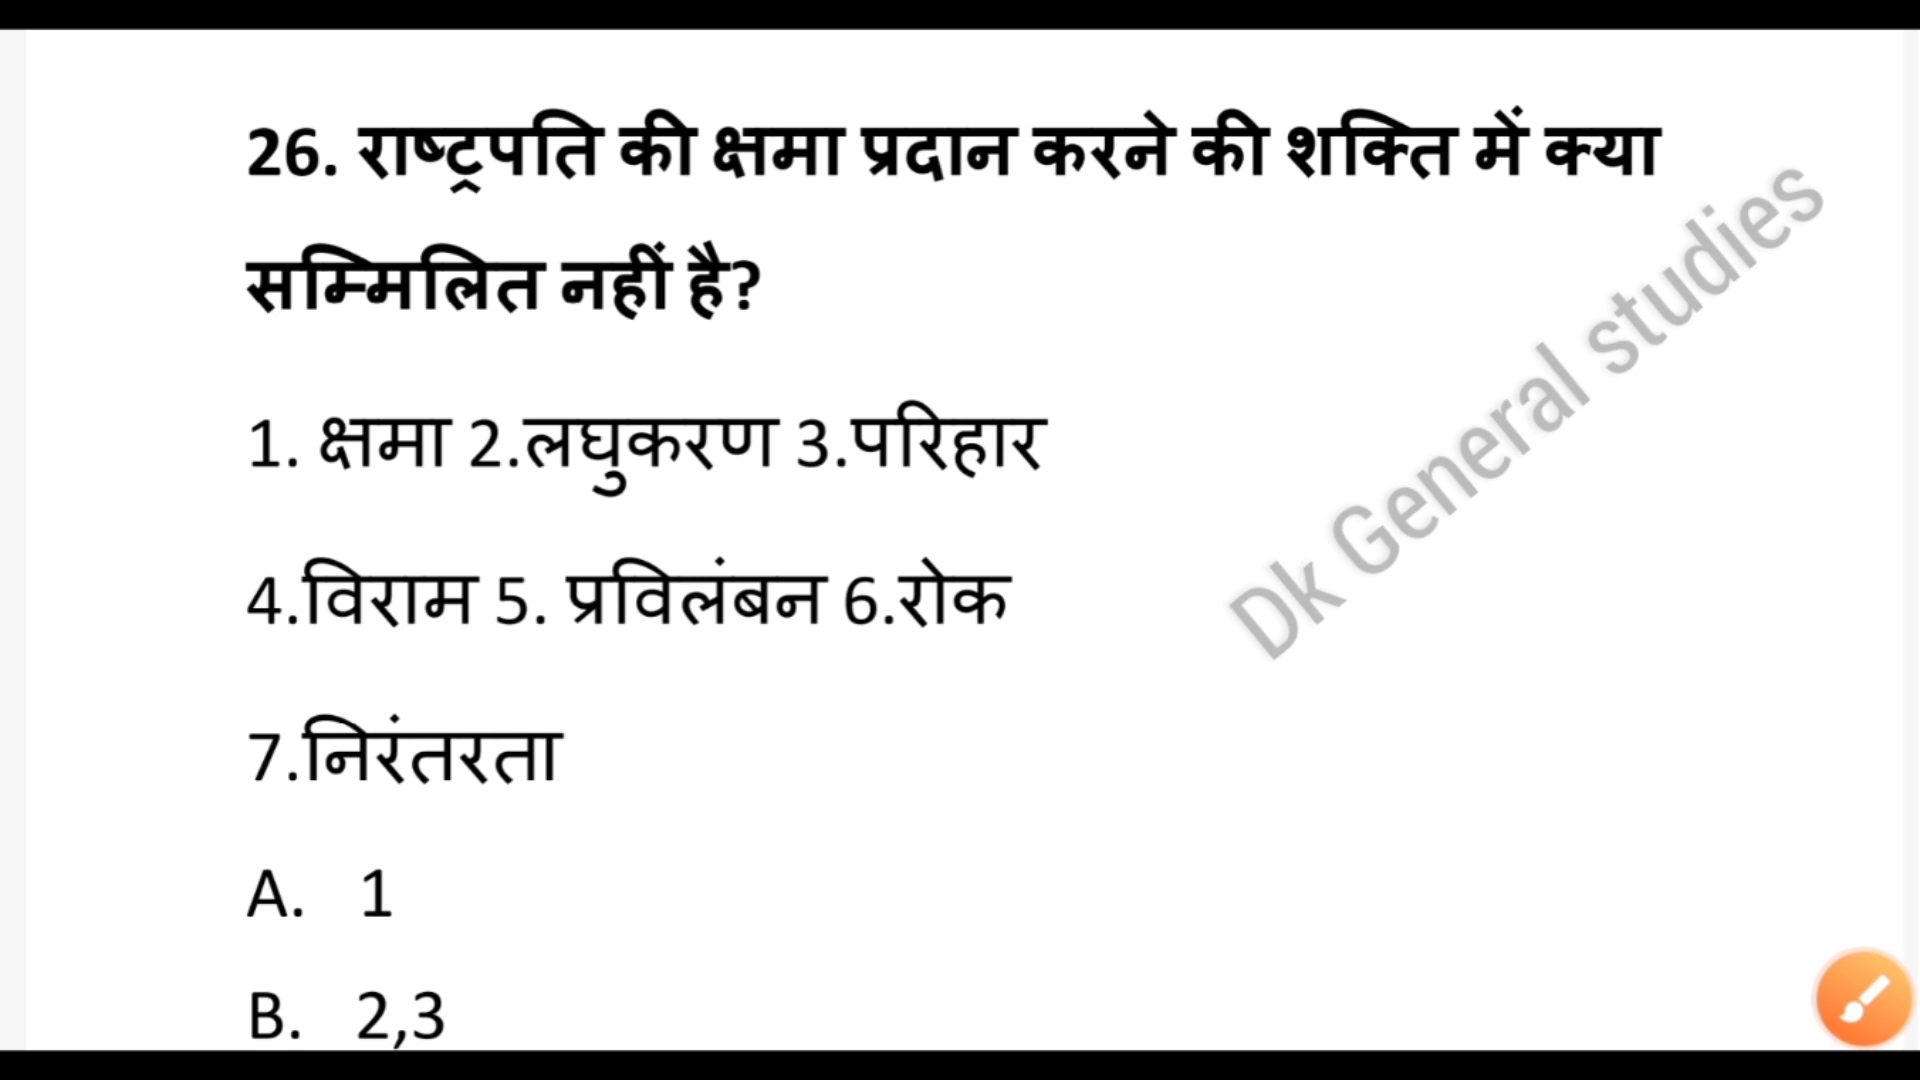 26. राष्ट्रपति की क्षमा प्रदान करने की शक्ति में क्या
सम्मिलित नहीं है?
1. क्षमा 2.लघुकरण 3.परिहार
4.विराम 5. प्रविलंबन 6.रोक
7.निरंतरता
A. 1
B. 2,3
Dk General studies